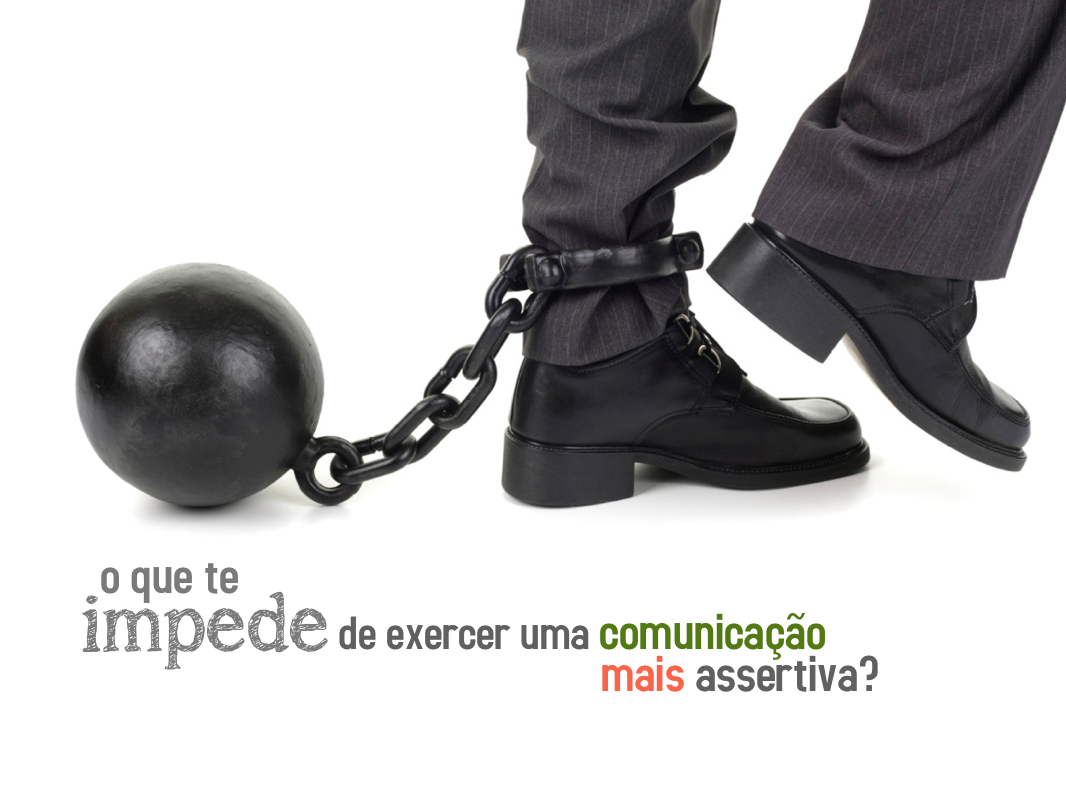 o que te
impede de exercer uma comunicação
mais assertiva?